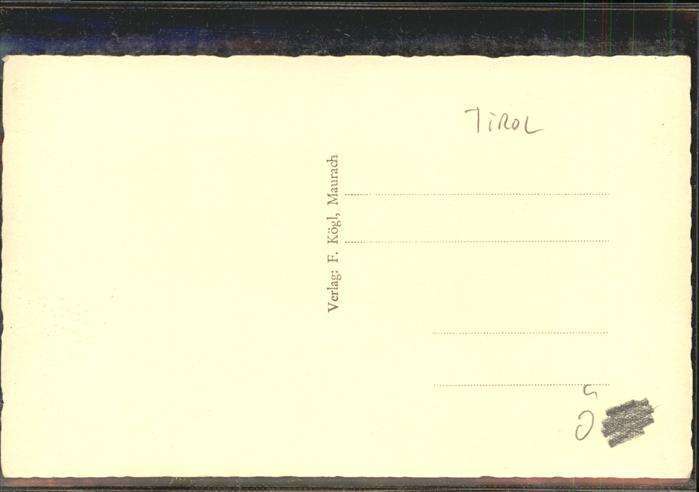 TIROL
Verlag: F. Kögl, Maurach